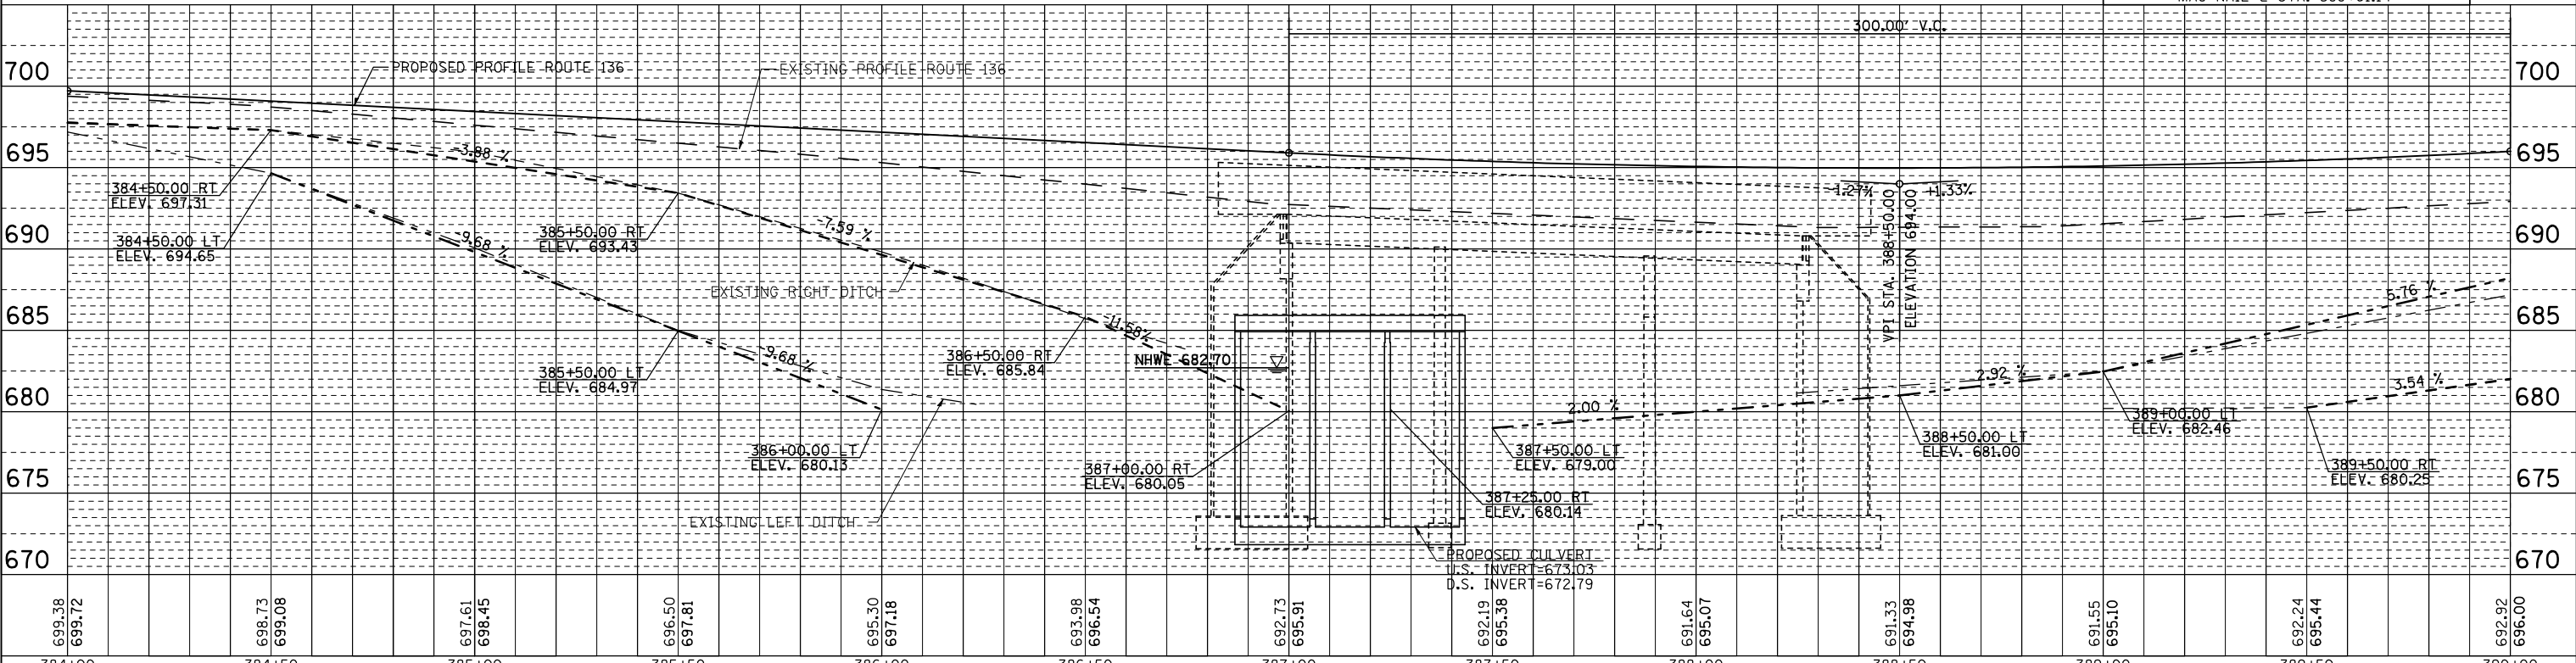 300.00' V.C.
PROPOSED PROFILE ROUTE 136
EXISTING PROFILE ROUTE 136
700
700
695
695
690
690
685
685
680
680
675
675
670
670
-3.88 %
384+50.00 RT
ELEV. 697.31
384+50.00 LT
ELEV. 694.65
-9.68 %
385+50.00 RT
ELEV. 693.43
-7.59 %
EXISTING RIGHT DITCH
385+50.00 LT
ELEV. 684.97
-9.68 %
386+50.00 RT
ELEV. 685.84
-11.58%
NHWE 682.70
386+00.00 LT
ELEV. 680.13
EXISTING LEFT DITCH
387+00.00 RT
ELEV. 680.05
387+25.00 RT
ELEV. 680.14
387+50.00 LT
ELEV. 679.00
PROPOSED CULVERT
U.S. INVERT=673.03
D.S. INVERT=672.79
2.00 %
-1.27%
+1.33%
VPI STA. 388+50.00
ELEVATION 694.00
2.92 %
388+50.00 LT
ELEV. 681.00
389+00.00 LT
ELEV. 682.46
5.76 %
3.54 %
389+50.00 RT
ELEV. 680.25
699.38
699.72
698.73
699.08
697.61
698.45
696.50
697.81
695.30
697.18
693.98
696.54
692.73
695.91
692.19
695.38
691.64
695.07
691.33
694.98
691.55
695.10
692.24
695.44
692.92
696.00